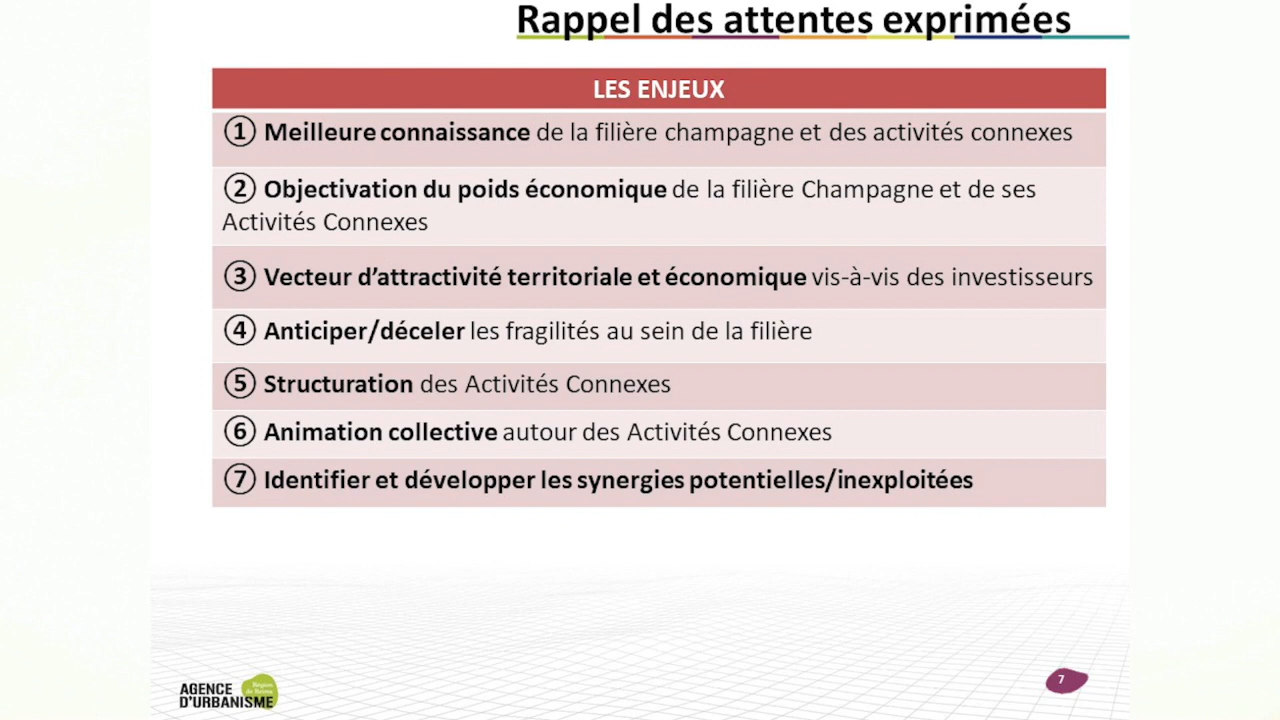 Rappel des attentes exprimées
LES ENJEUX
① Meilleure connaissance de la filière champagne et des activités connexes
② Objectivation du poids économique de la filière Champagne et de ses
Activités Connexes
③ Vecteur d’attractivité territoriale et économique vis-à-vis des investisseurs
④ Anticiper/déceler les fragilités au sein de la filière
⑤ Structuration des Activités Connexes
⑥ Animation collective autour des Activités Connexes
⑦ Identifier et développer les synergies potentielles/inexploitées
AGENCE
D'URBANISME
Région
de Reims
7